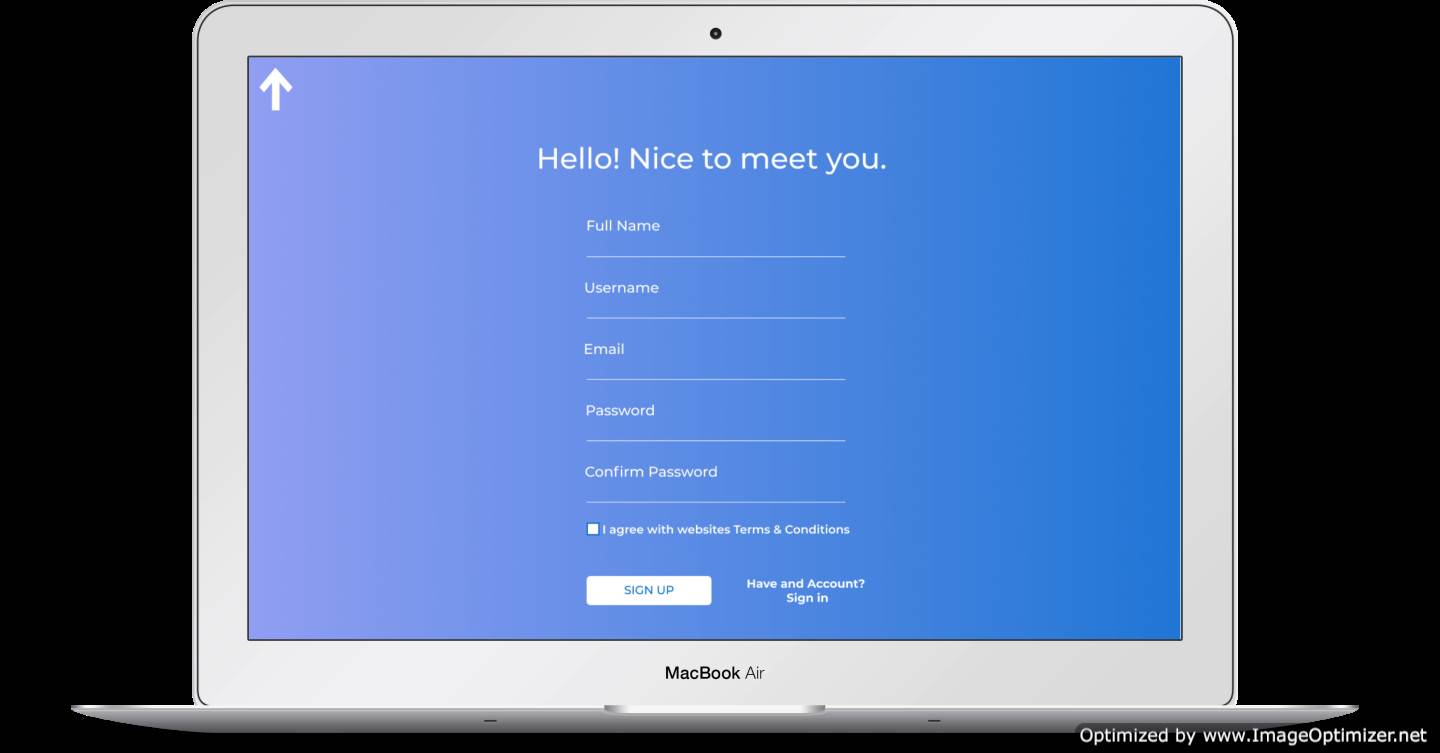 Hello! Nice to meet you.
Full Name
Username
Email
Password
Confirm Password
I agree with websites Terms & Conditions
SIGN UP
Have and Account?
Sign in
MacBook Air
Optimized by www.ImageOptimizer.net